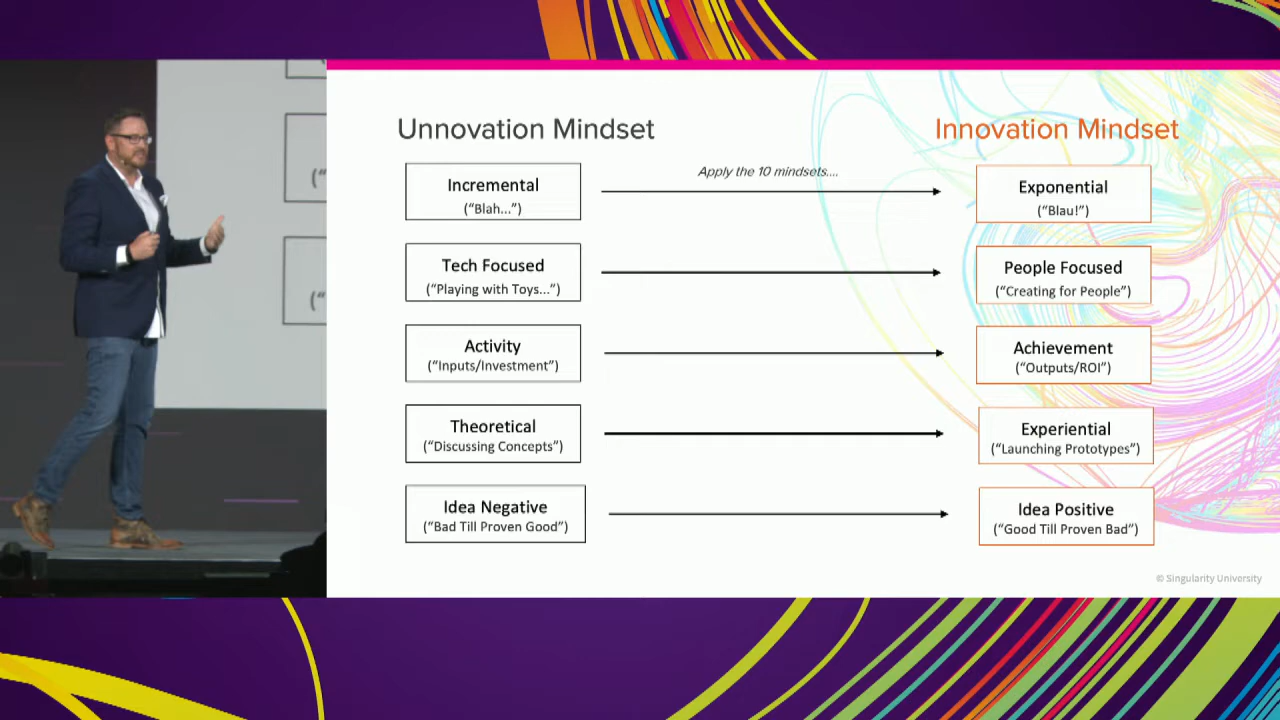 Unnovation Mindset
Innovation Mindset
Apply the 10 mindsets....
Incremental
(“Blah...”)
Exponential
(“Blau!”)
Tech Focused
(“Playing with Toys...”)
People Focused
(“Creating for People”)
Activity
(“Inputs/Investment”)
Achievement
(“Outputs/ROI”)
Theoretical
(“Discussing Concepts”)
Experiential
(“Launching Prototypes”)
Idea Negative
(“Bad Till Proven Good”)
Idea Positive
(“Good Till Proven Bad”)
© Singularity University
(“
(“